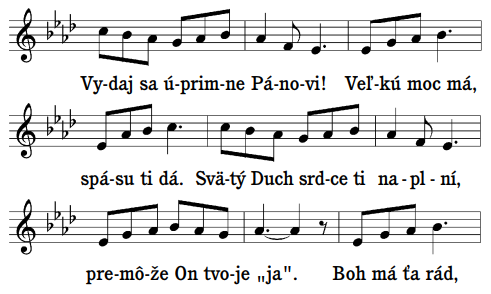 Vy-daj sa ú-prim-ne Pá-no-vi! Veľ-kú moc má,
spá-su ti dá. Svä-tý Duch srd-ce ti na-pl-ní,
pre-mô-že On tvo-je „ja". Boh má ťa rád,